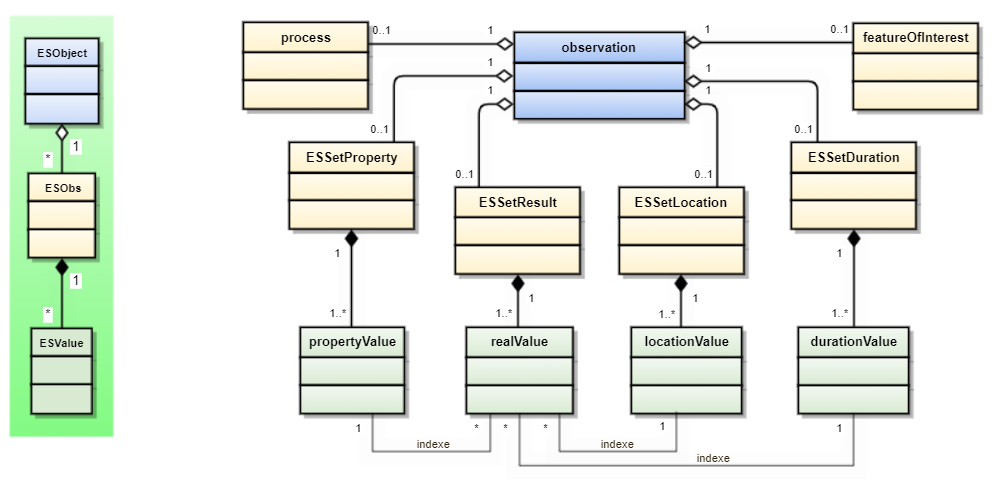 ESObject
1
*
ESObs
1
*
ESValue
process
0..1
1
observation
1
0..1
featureOfInterest
1
1
1
1
0..1
0..1
ESSetProperty
ESSetDuration
0..1
0..1
ESSetResult
ESSetLocation
1
1
1
1
1..*
1..*
1..*
1..*
propertyValue
realValue
locationValue
durationValue
1
*
*
*
1
1
indexe
indexe
indexe